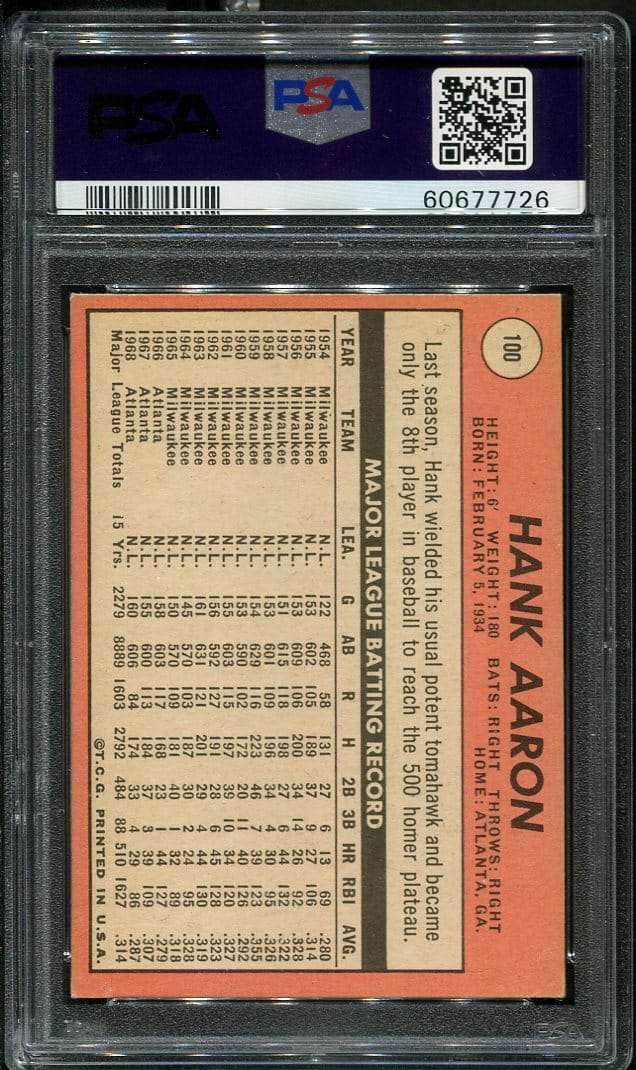 PSA
PSA
60677726
100
HANK AARON
HEIGHT: 6' WEIGHT: 180 BATS: RIGHT THROWS: RIGHT
BORN: FEBRUARY 5, 1934 HOME: ATLANTA, GA.
Last season, Hank wielded his usual potent tomahawk and became
only the 8th player in baseball to reach the 500 homer plateau.
MAJOR LEAGUE BATTING RECORD
YEAR TEAM LEA. G AB R H 2B 3B HR RBI AVG.
1954 Milwaukee N.L. 122 468 58 131 27 6 13 69 .280
1955 Milwaukee N.L. 153 602 105 189 37 9 27 106 .314
1956 Milwaukee N.L. 153 609 106 200 34 14 26 92 .328
1957 Milwaukee N.L. 151 615 118 198 27 6 44 132 .322
1958 Milwaukee N.L. 153 601 109 196 34 4 30 95 .326
1959 Milwaukee N.L. 154 629 116 223 46 7 39 123 .355
1960 Milwaukee N.L. 153 590 102 172 20 11 40 126 .292
1961 Milwaukee N.L. 155 603 115 197 39 10 34 120 .327
1962 Milwaukee N.L. 156 592 127 191 28 6 45 128 .323
1963 Milwaukee N.L. 161 631 121 201 29 4 44 130 .319
1964 Milwaukee N.L. 145 570 103 187 30 2 24 95 .328
1965 Milwaukee N.L. 150 570 109 181 40 1 32 89 .318
1966 Atlanta N.L. 158 603 117 168 23 1 44 127 .279
1967 Atlanta N.L. 155 600 113 184 37 3 39 109 .307
1968 Atlanta N.L. 160 606 84 174 33 4 29 86 .287
Major League Totals 15 Yrs. 2279 8889 1603 2792 484 88 510 1627 .314
©T.C.G. PRINTED IN U.S.A.
PSA